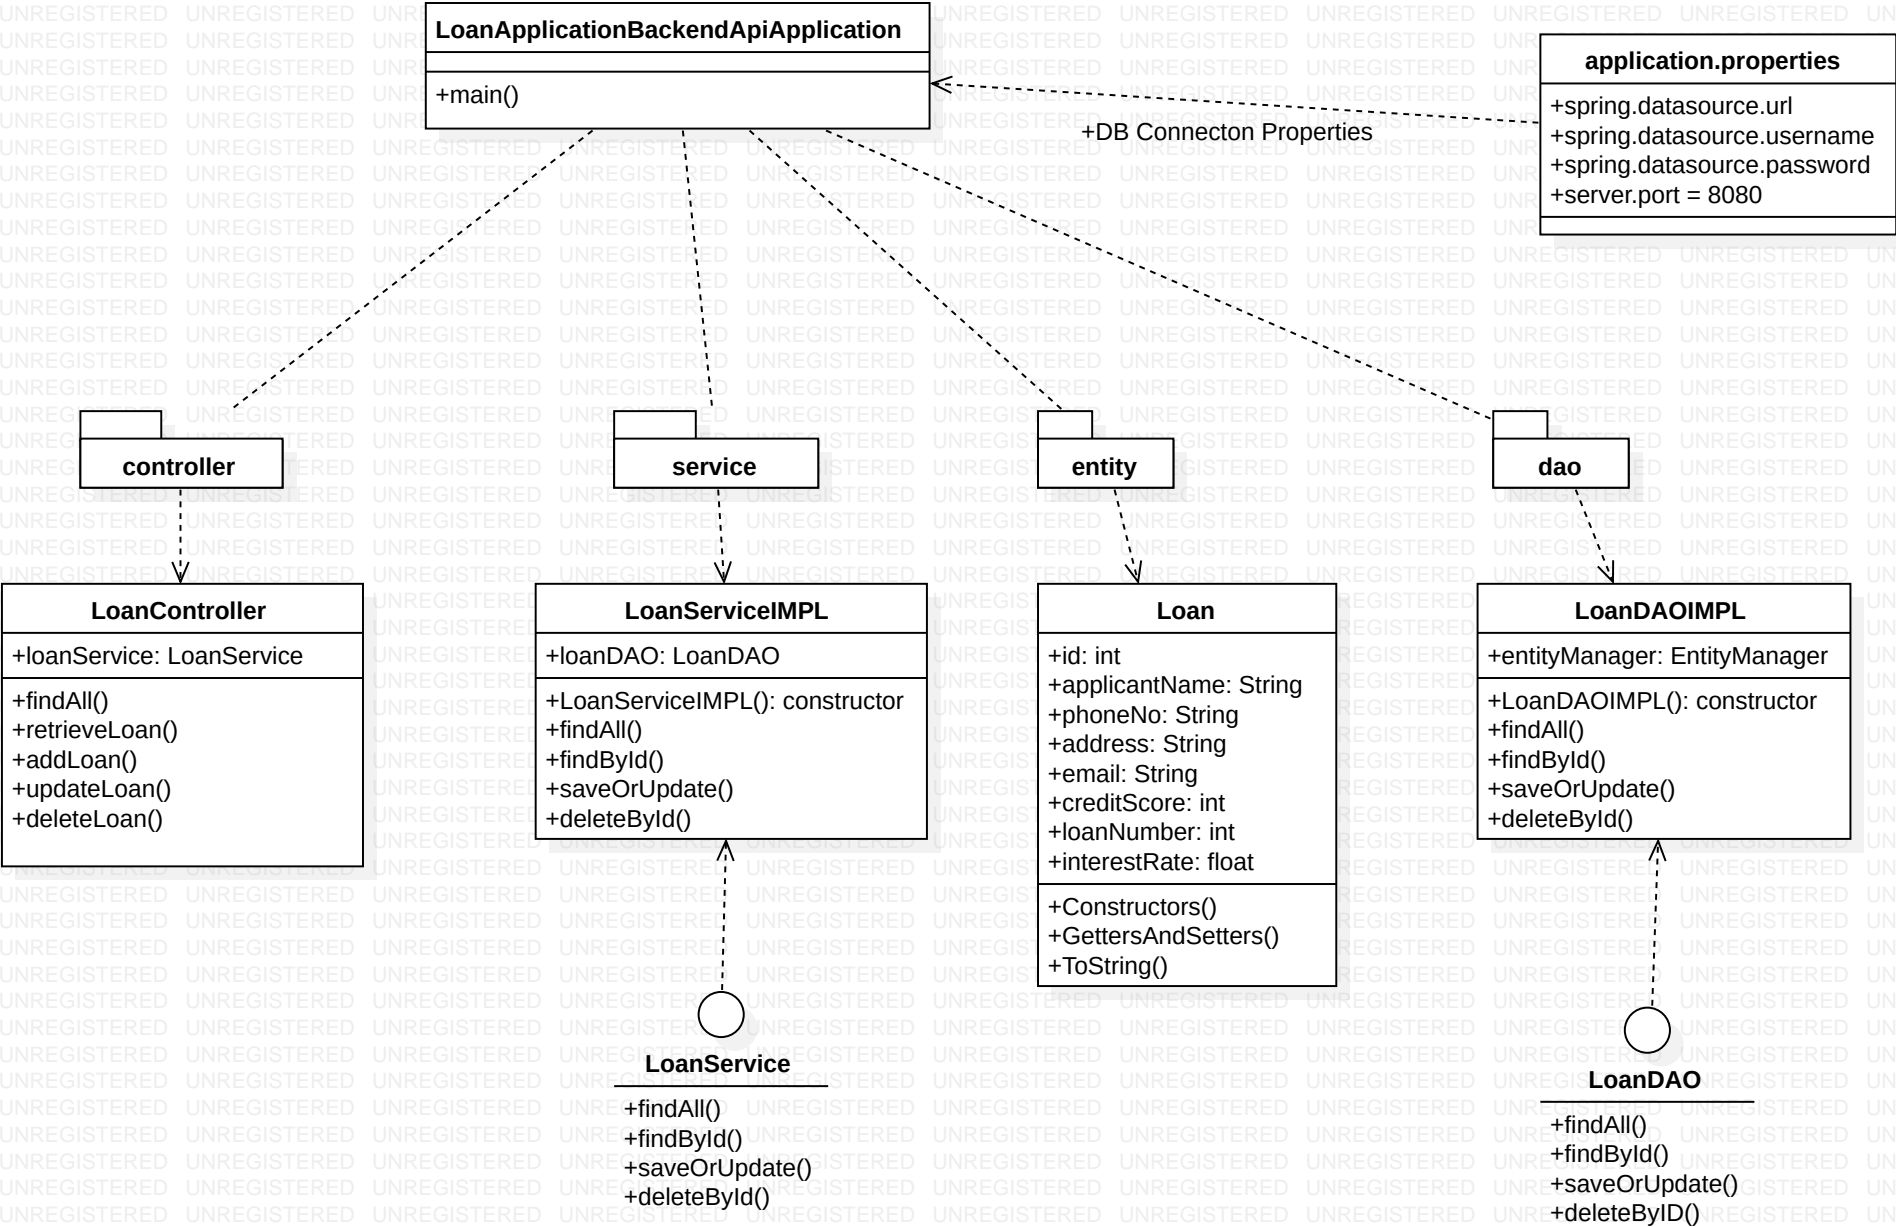 LoanApplicationBackendApiApplication
+main()
application.properties
+spring.datasource.url
+spring.datasource.username
+spring.datasource.password
+server.port = 8080
+DB Connecton Properties
controller
service
entity
dao
LoanController
+loanService: LoanService
+findAll()
+retrieveLoan()
+addLoan()
+updateLoan()
+deleteLoan()
LoanServiceIMPL
+loanDAO: LoanDAO
+LoanServiceIMPL(): constructor
+findAll()
+findById()
+saveOrUpdate()
+deleteById()
Loan
+id: int
+applicantName: String
+phoneNo: String
+address: String
+email: String
+creditScore: int
+loanNumber: int
+interestRate: float
+Constructors()
+GettersAndSetters()
+ToString()
LoanDAOIMPL
+entityManager: EntityManager
+LoanDAOIMPL(): constructor
+findAll()
+findById()
+saveOrUpdate()
+deleteById()
LoanService
+findAll()
+findById()
+saveOrUpdate()
+deleteById()
LoanDAO
+findAll()
+findById()
+saveOrUpdate()
+deleteByID()
UNREGISTERED